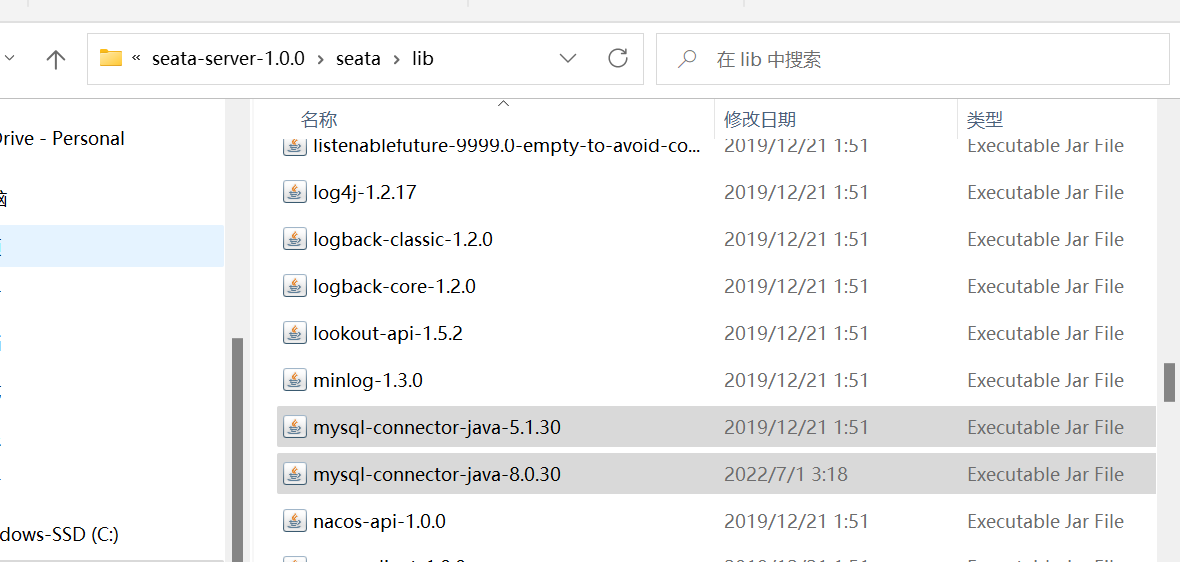 « seata-server-1.0.0 › seata › lib
在 lib 中搜索
名称 修改日期 类型
Drive - Personal
listenablefuture-9999.0-empty-to-avoid-co... 2019/12/21 1:51 Executable Jar File
log4j-1.2.17 2019/12/21 1:51 Executable Jar File
logback-classic-1.2.0 2019/12/21 1:51 Executable Jar File
logback-core-1.2.0 2019/12/21 1:51 Executable Jar File
lookout-api-1.5.2 2019/12/21 1:51 Executable Jar File
minlog-1.3.0 2019/12/21 1:51 Executable Jar File
mysql-connector-java-5.1.30 2019/12/21 1:51 Executable Jar File
mysql-connector-java-8.0.30 2022/7/1 3:18 Executable Jar File
nacos-api-1.0.0 2019/12/21 1:51 Executable Jar File
dows-SSD (C:)